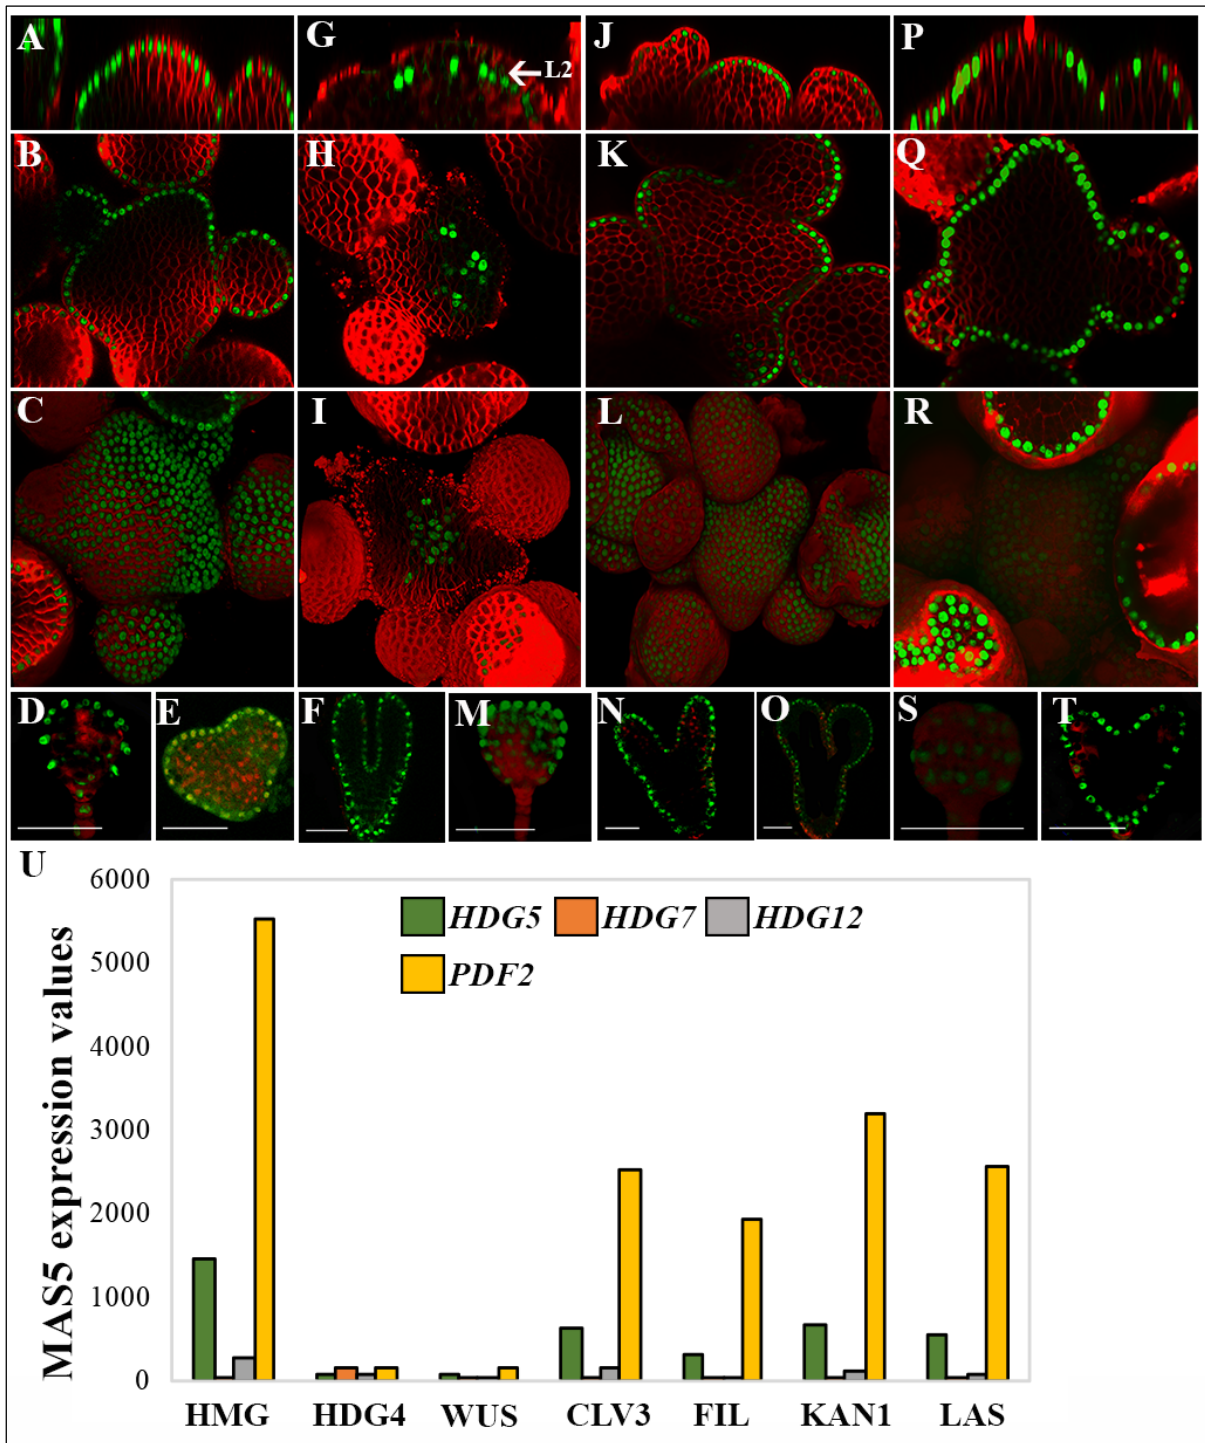 A G J P
L2
B H K Q
C I L R
D E F M N O S T
U
6000
5000
4000
3000
2000
1000
0
MAS5 expression values
HDG5 HDG7 HDG12
PDF2
HMG HDG4 WUS CLV3 FIL KAN1 LAS